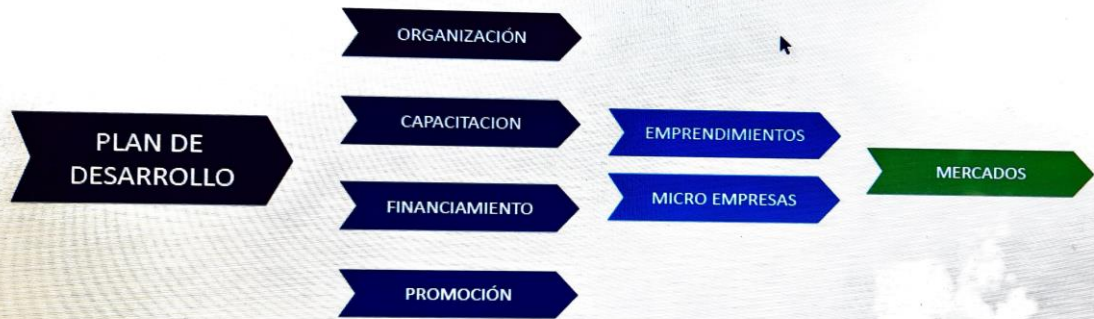 PLAN DE
DESARROLLO
ORGANIZACIÓN
CAPACITACION
FINANCIAMIENTO
PROMOCIÓN
EMPRENDIMIENTOS
MICRO EMPRESAS
MERCADOS